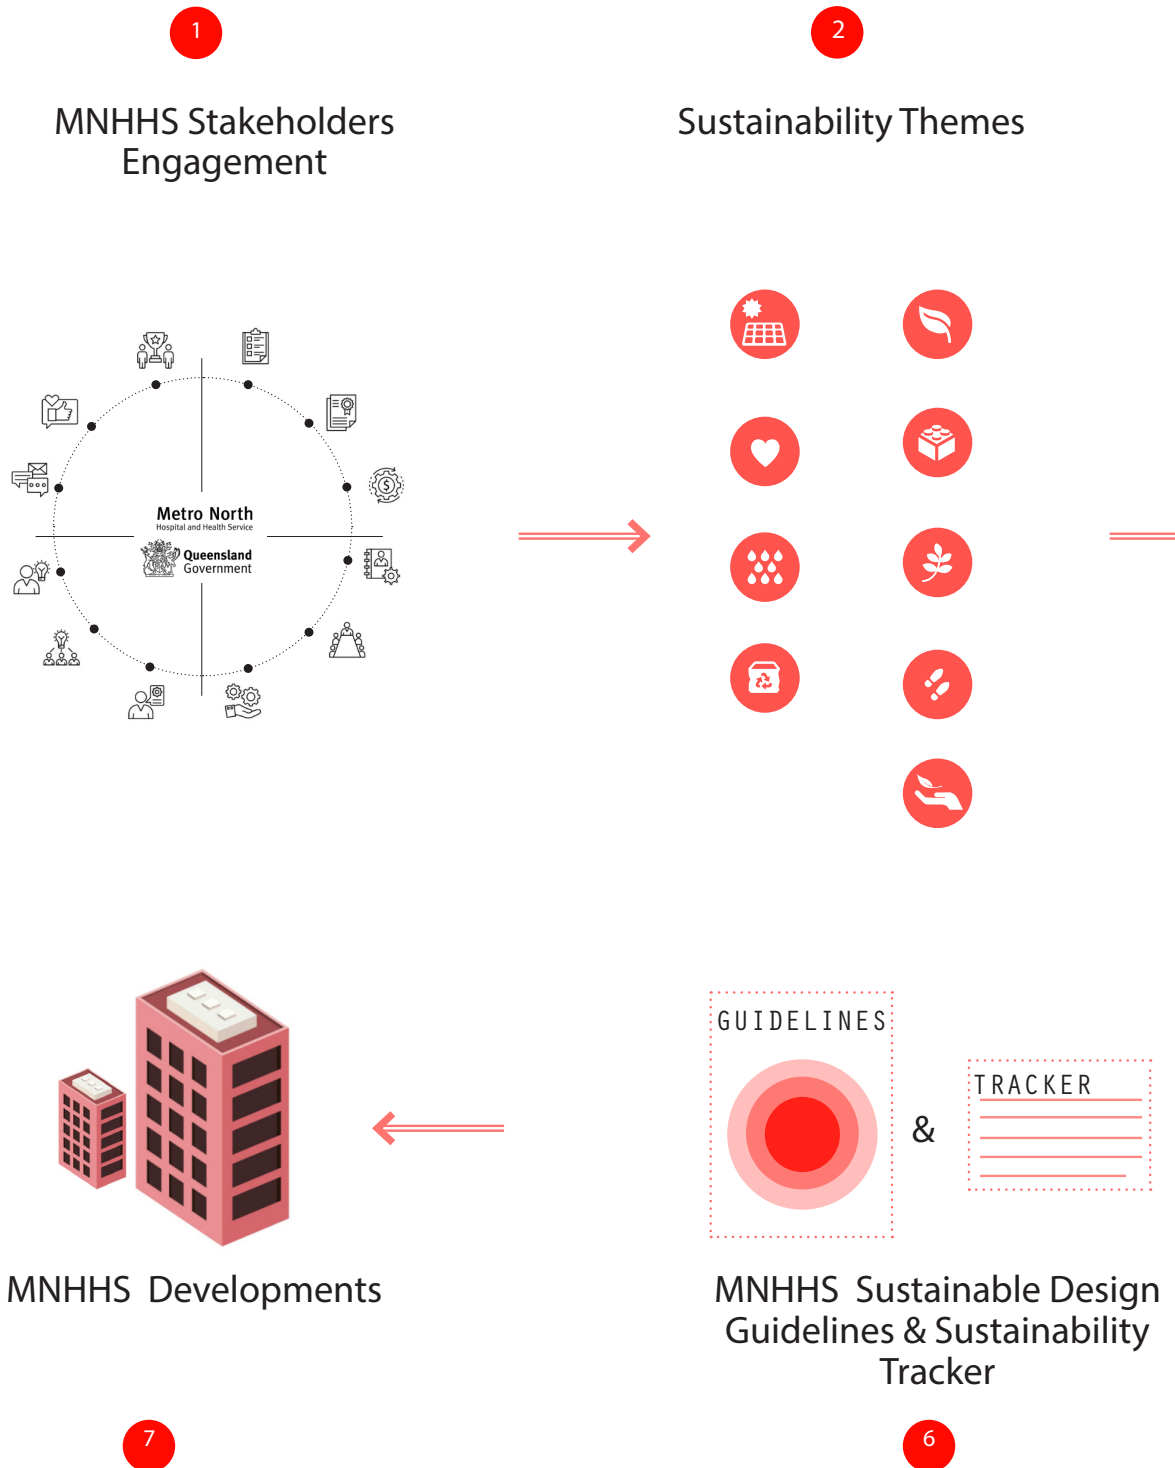 1
MNHHS Stakeholders
Engagement
2
Sustainability Themes
Metro North
Hospital and Health Service
Queensland
Government
GUIDELINES
&
TRACKER
MNHHS Developments
7
MNHHS Sustainable Design
Guidelines & Sustainability
Tracker
6